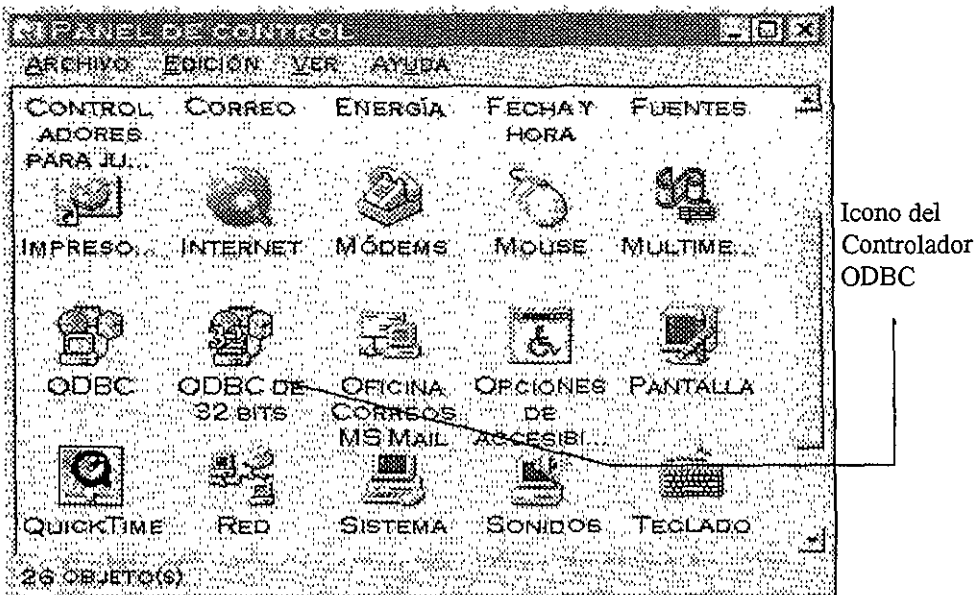 PANEL DE CONTROL
ARCHIVO EDICIÓN VER AYUDA
CONTROL CORREO ENERGÍA FECHA Y FUENTES
ADORES HORA
PARA JU...
IMPRESO... INTERNET MÓDEMS MOUSE MULTIME...
Icono del
Controlador
ODBC
ODBC ODBC DE OFICINA OPCIONES PANTALLA
32 BITS CORREOS DE
MS MAIL ACCESIBI...
QUICKTIME RED SISTEMA SONIDOS TECLADO
26 OBJETO(S)